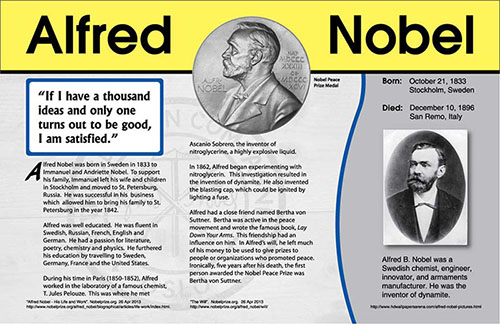 Alfred Nobel
ALFR.
NOBEL
NAT
MDCCC
XXXIII
OB
MDCCC
XCVI
Nobel Peace
Prize Medal
"If I have a thousand
ideas and only one
turns out to be good,
I am satisfied."
Alfred Nobel was born in Sweden in 1833 to
Immanuel and Andriette Nobel. To support
his family, Immanuel left his wife and children
in Stockholm and moved to St. Petersburg,
Russia. He was successful in his business
which allowed him to bring his family to St.
Petersburg in the year 1842.
Alfred was well educated. He was fluent in
Swedish, Russian, French, English and
German. He had a passion for literature,
poetry, chemistry and physics. He furthered
his education by travelling to Sweden,
Germany, France and the United States.
During his time in Paris (1850-1852), Alfred
worked in the laboratory of a famous chemist,
T. Jules Pelouze. This was where he met
"Alfred Nobel - His Life and Work". Nobelprize.org. 26 Apr 2013
http://www.nobelprize.org/alfred_nobel/biographical/articles/life-work/index.html.
Ascanio Sobrero, the inventor of
nitroglycerine, a highly explosive liquid.
In 1862, Alfred began experimenting with
nitroglycerin. This investigation resulted in
the invention of dynamite. He also invented
the blasting cap, which could be ignited by
lighting a fuse.
Alfred had a close friend named Bertha von
Suttner. Bertha was active in the peace
movement and wrote the famous book, Lay
Down Your Arms. This friendship had an
influence on him. In Alfred's will, he left much
of his money to be used to give prizes to
people or organizations who promoted peace.
Ironically, five years after his death, the first
person awarded the Nobel Peace Prize was
Bertha von Suttner.
"The Will". Nobelprize.org. 26 Apr 2013
http://www.nobelprize.org/alfred_nobel/will/
Born: October 21, 1833
Stockholm, Sweden
Died: December 10, 1896
San Remo, Italy
Alfred B. Nobel was a
Swedish chemist, engineer,
innovator, and armaments
manufacturer. He was the
inventor of dynamite.